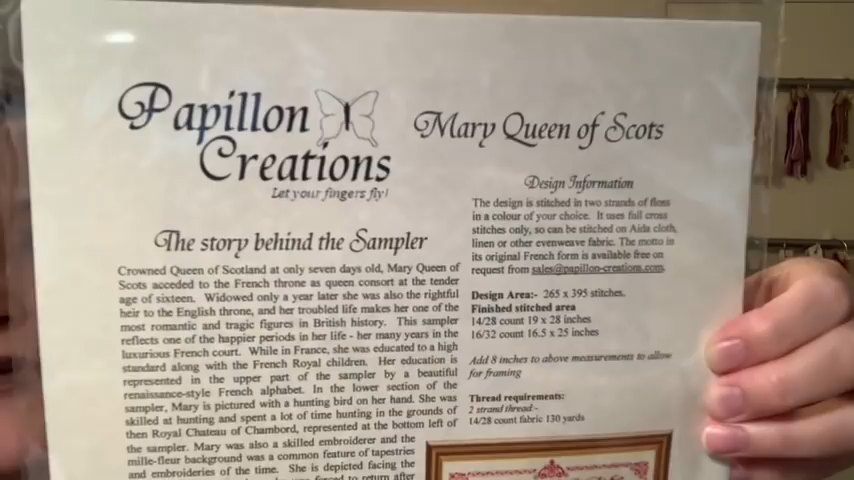 Papillon
Creations
Let your fingers fly!
Mary Queen of Scots
The story behind the Sampler
Crowned Queen of Scotland at only seven days old, Mary Queen of
Scots acceded to the French throne as queen consort at the tender
age of sixteen. Widowed only a year later she was also the rightful
heir to the English throne, and her troubled life makes her one of the
most romantic and tragic figures in British history. This sampler
reflects one of the happier periods in her life - her many years in the
luxurious French court. While in France, she was educated to a high
standard along with the French Royal children. Her education is
represented in the upper part of the sampler by a beautiful
renaissance-style French alphabet. In the lower section of the
sampler, Mary is pictured with a hunting bird on her hand. She was
skilled at hunting and spent a lot of time hunting in the grounds of
then Royal Chateau of Chambord, represented at the bottom left of
the sampler. Mary was also a skilled embroiderer and the
mille-fleur background was a common feature of tapestries
and embroideries of the time. She is depicted facing the
forced to return after
Design Information
The design is stitched in two strands of floss
in a colour of your choice. It uses full cross
stitches only, so can be stitched on Aida cloth,
linen or other evenweave fabric. The motto in
its original French form is available free on
request from sales@papillon-creations.com.
Design Area:- 265 x 395 stitches.
Finished stitched area
14/28 count 19 x 28 inches
16/32 count 16.5 x 25 inches
Add 8 inches to above measurements to allow
for framing
Thread requirements:
2 strand thread:-
14/28 count fabric 130 yards